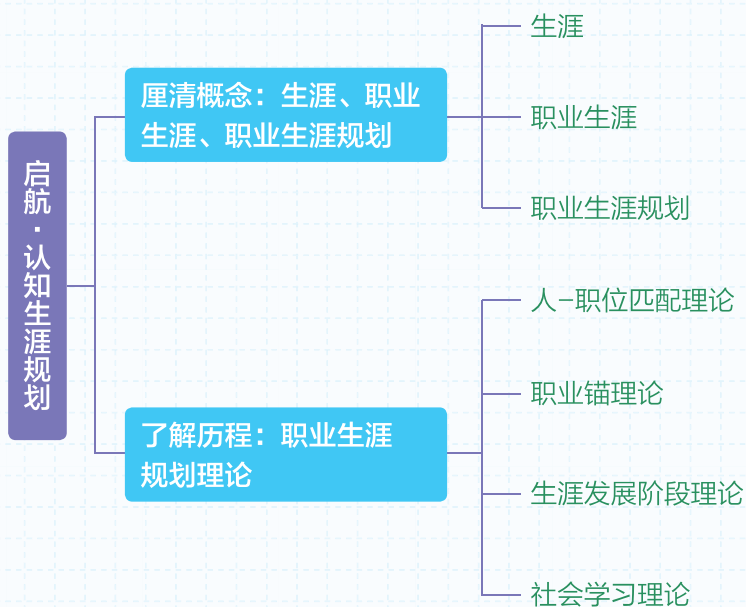 启航·认知生涯规划
厘清概念：生涯、职业
生涯、职业生涯规划
生涯
职业生涯
职业生涯规划
了解历程：职业生涯
规划理论
人-职位匹配理论
职业锚理论
生涯发展阶段理论
社会学习理论